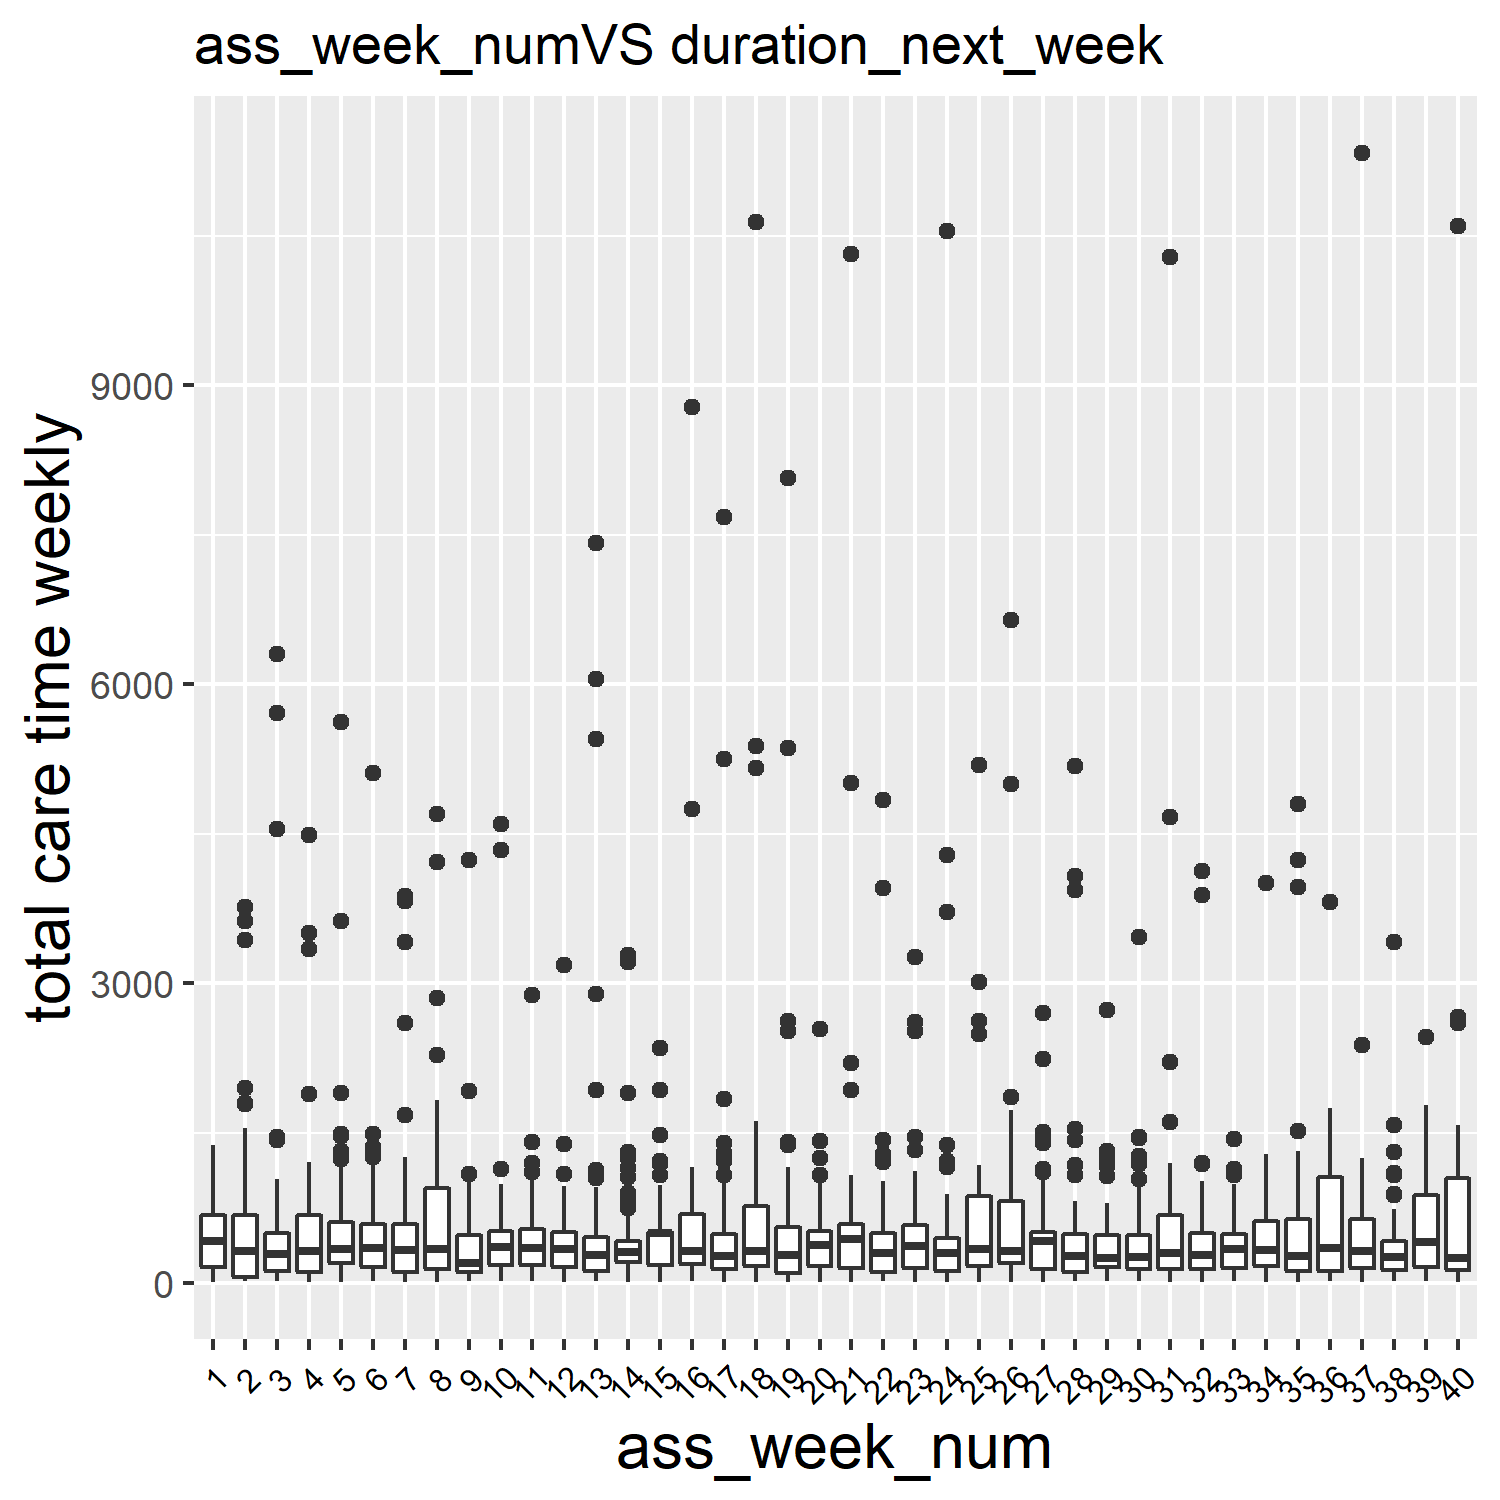 ass_week_numVS duration_next_week
total care time weekly
9000
6000
3000
0
1 2 3 4 5 6 7 8 9 10 11 12 13 14 15 16 17 18 19 20 21 22 23 24 25 26 27 28 29 30 31 32 33 34 35 36 37 38 39 40
ass_week_num